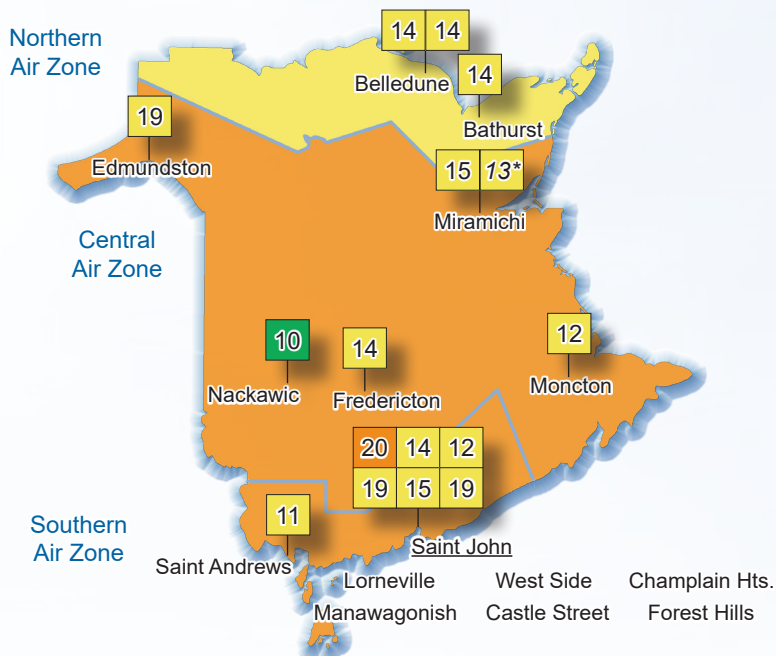 Northern
Air Zone
14 14
Belledune
14
Bathurst
19
Edmundston
15 13*
Miramichi
Central
Air Zone
10
Nackawic
14
Fredericton
12
Moncton
20 14 12
19 15 19
Saint John
11
Saint Andrews
Southern
Air Zone
Lorneville West Side Champlain Hts.
Manawagonish Castle Street Forest Hills